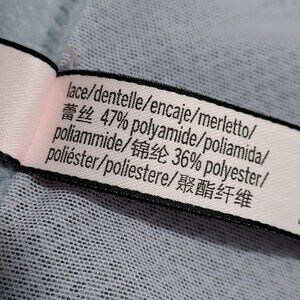 lace/dentelle/encaje/merletto/
蕾丝 47% polyamide/poliamida/
poliammide/锦纶 36% polyester/
poliéster/poliestere/聚酯纤维